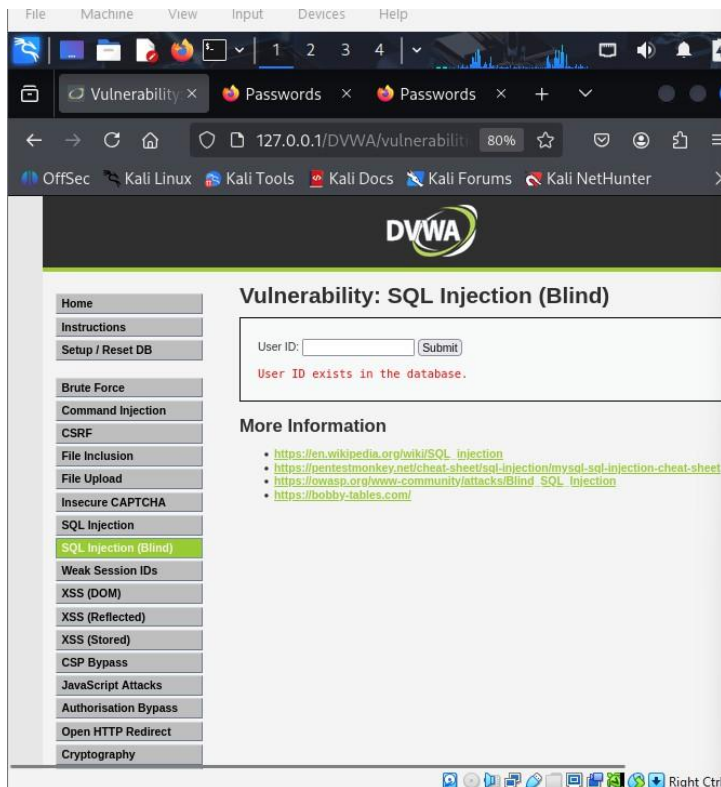 File Machine View Input Devices Help
1 2 3 4
Vulnerability × Passwords × Passwords × +
127.0.0.1/DVWA/vulnerabiliti 80%
OffSec Kali Linux Kali Tools Kali Docs Kali Forums Kali NetHunter
DVWA
Vulnerability: SQL Injection (Blind)
User ID: Submit
User ID exists in the database.
More Information
https://en.wikipedia.org/wiki/SQL_injection
https://pentestmonkey.net/cheat-sheet/sql-injection/mysql-sql-injection-cheat-sheet
https://owasp.org/www-community/attacks/Blind_SQL_Injection
https://bobby-tables.com/
Home
Instructions
Setup / Reset DB
Brute Force
Command Injection
CSRF
File Inclusion
File Upload
Insecure CAPTCHA
SQL Injection
SQL Injection (Blind)
Weak Session IDs
XSS (DOM)
XSS (Reflected)
XSS (Stored)
CSP Bypass
JavaScript Attacks
Authorisation Bypass
Open HTTP Redirect
Cryptography
Right Ctrl